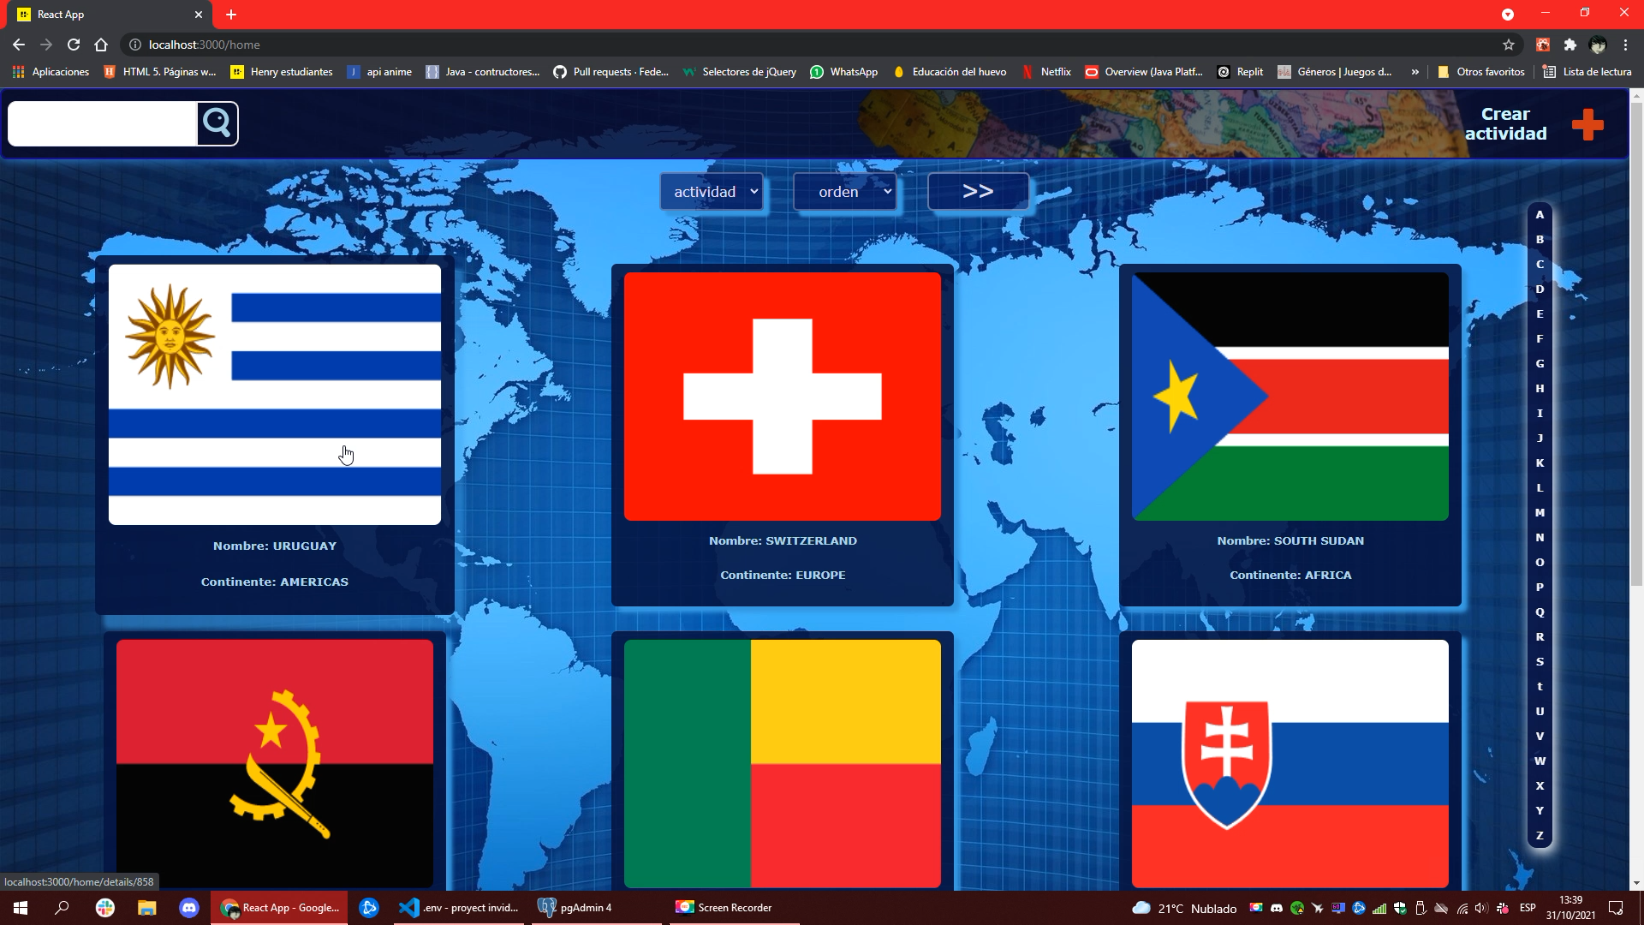 React App
localhost:3000/home
Aplicaciones
HTML 5. Páginas w...
Henry estudiantes
api anime
Java - contructores...
Pull requests · Fede...
Selectores de jQuery
WhatsApp
Educación del huevo
Netflix
Overview (Java Platf...
Replit
Géneros | Juegos d...
»
Otros favoritos
Lista de lectura
Crear
actividad
actividad
orden
>>
A
B
C
D
E
F
G
H
I
J
K
L
M
N
O
P
Q
R
S
t
U
V
W
X
Y
Z
Nombre: URUGUAY
Continente: AMERICAS
Nombre: SWITZERLAND
Continente: EUROPE
Nombre: SOUTH SUDAN
Continente: AFRICA
localhost:3000/home/details/858
React App - Google...
.env - proyect invid...
pgAdmin 4
Screen Recorder
21°C Nublado
ESP
13:39
31/10/2021